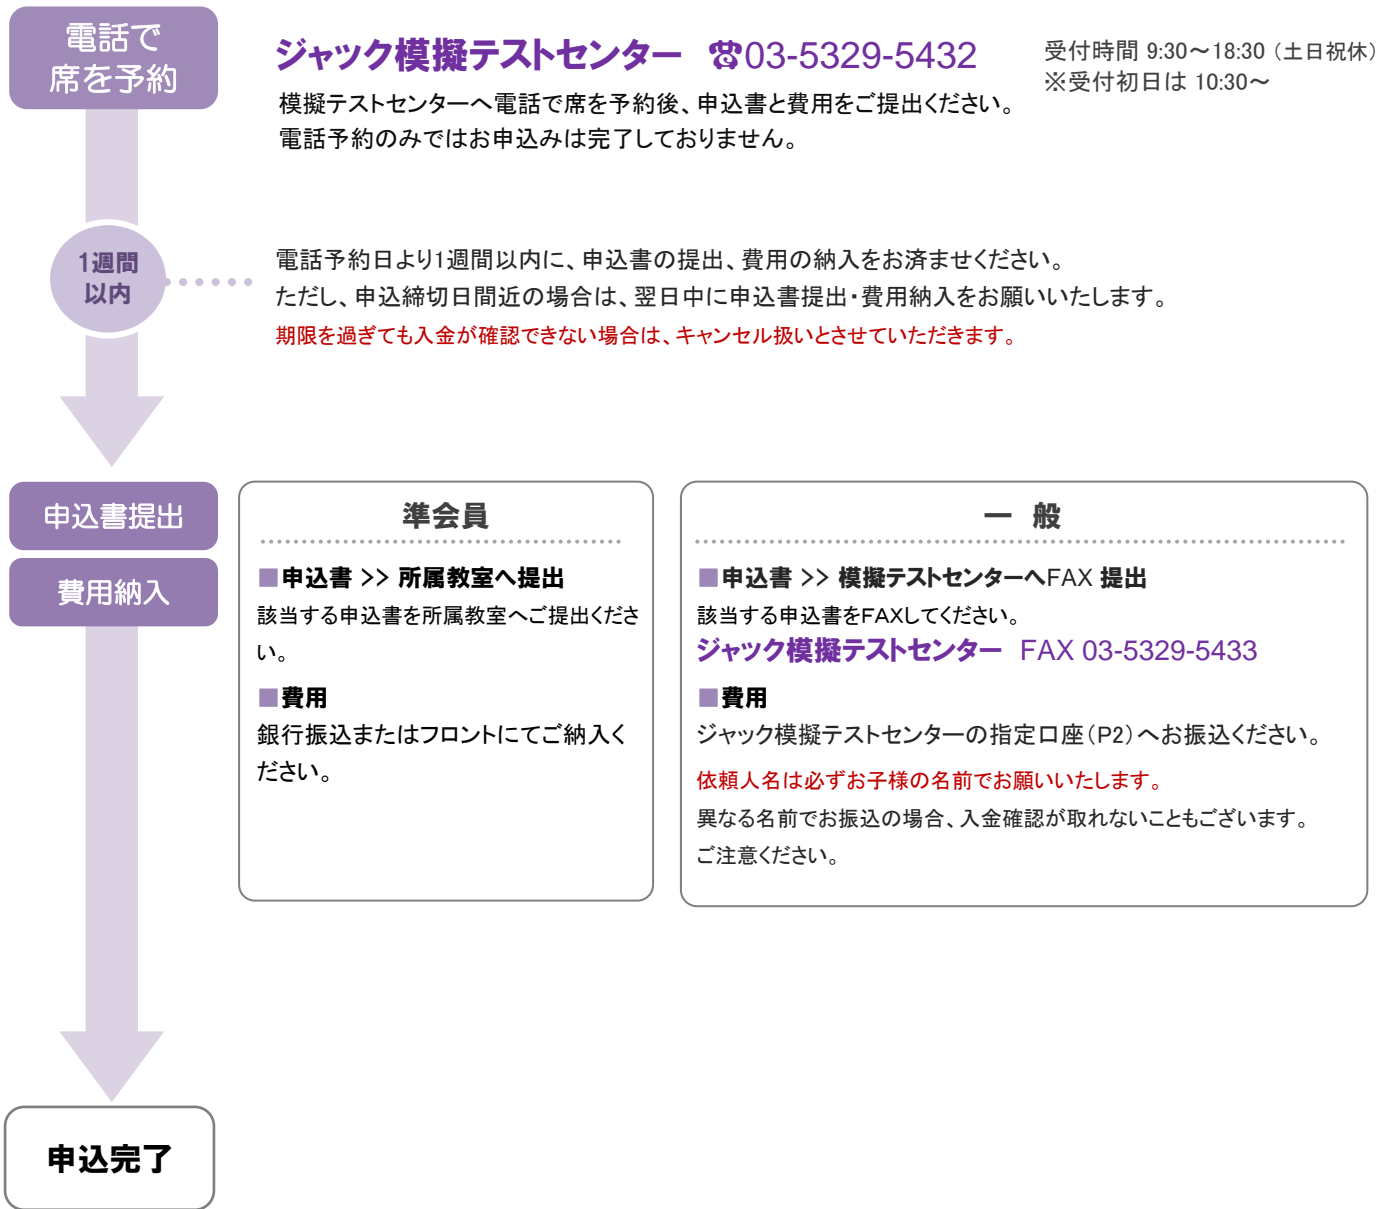 電話で
席を予約
ジャック模擬テストセンター ☎03-5329-5432
受付時間 9:30～18:30（土日祝休）
※受付初日は 10:30～
模擬テストセンターへ電話で席を予約後、申込書と費用をご提出ください。
電話予約のみではお申込みは完了しておりません。
1週間
以内
電話予約日より1週間以内に、申込書の提出、費用の納入をお済ませください。
ただし、申込締切日間近の場合は、翌日中に申込書提出・費用納入をお願いいたします。
期限を過ぎても入金が確認できない場合は、キャンセル扱いとさせていただきます。
申込書提出
費用納入
準会員
■申込書 >> 所属教室へ提出
該当する申込書を所属教室へご提出くださ
い。
■費用
銀行振込またはフロントにてご納入く
ださい。
一 般
■申込書 >> 模擬テストセンターへFAX 提出
該当する申込書をFAXしてください。
ジャック模擬テストセンター FAX 03-5329-5433
■費用
ジャック模擬テストセンターの指定口座（P2）へお振込ください。
依頼人名は必ずお子様の名前でお願いいたします。
異なる名前でお振込の場合、入金確認が取れないこともございます。
ご注意ください。
申込完了